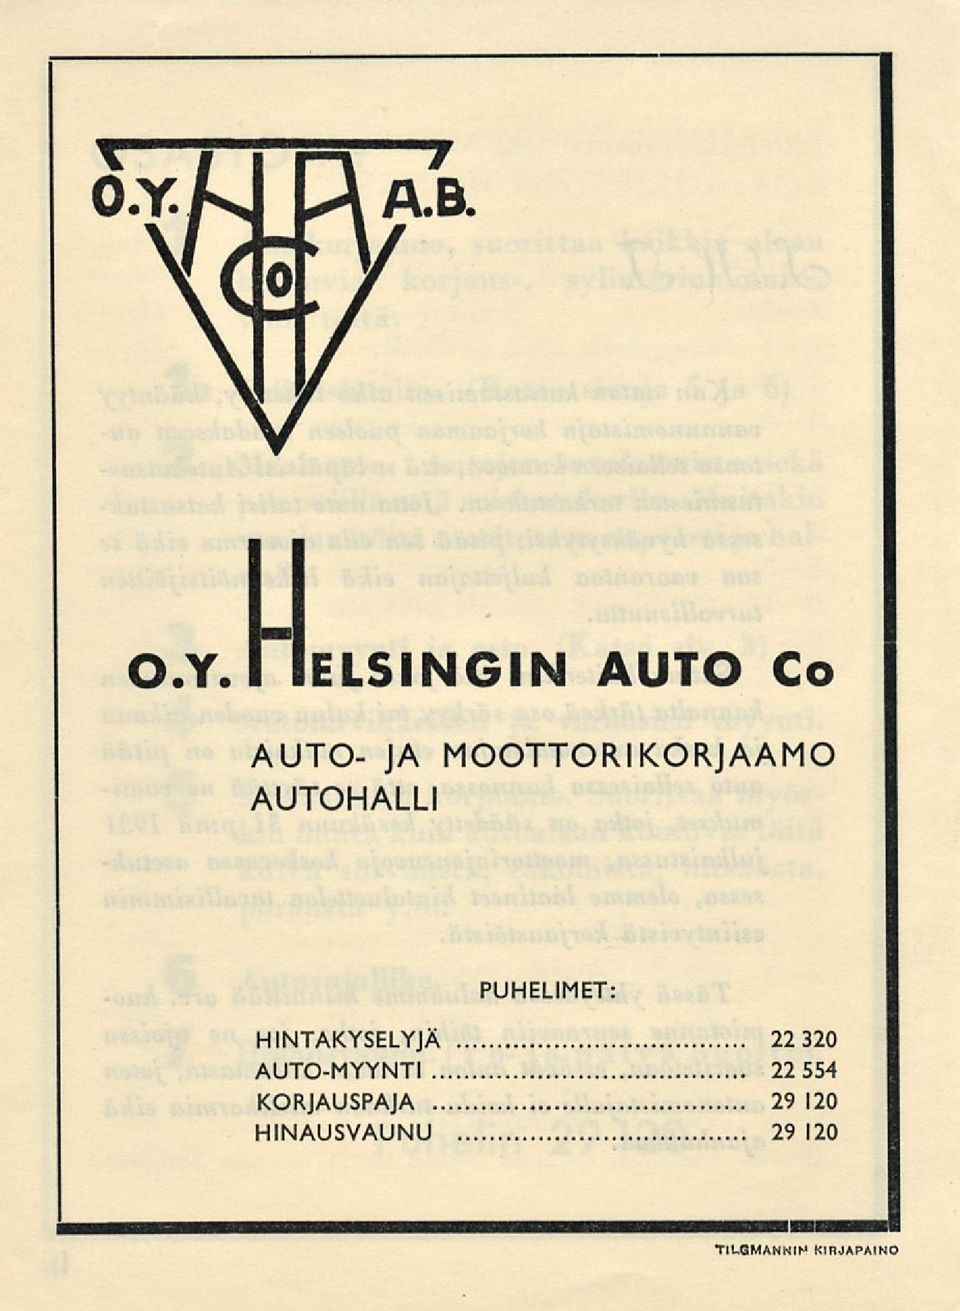 O.Y. A.B.
H Co
O.Y. HELSINGIN AUTO Co
AUTO- JA MOOTTORIKORJAAMO
AUTOHALLI
PUHELIMET:
HINTAKYSELYJÄ ........................................ 22 320
AUTO-MYYNTI ........................................ 22 554
KORJAUSPAJA ........................................ 29 120
HINAUSVAUNU ........................................ 29 120
TILGMANNIN KIRJAPAINO